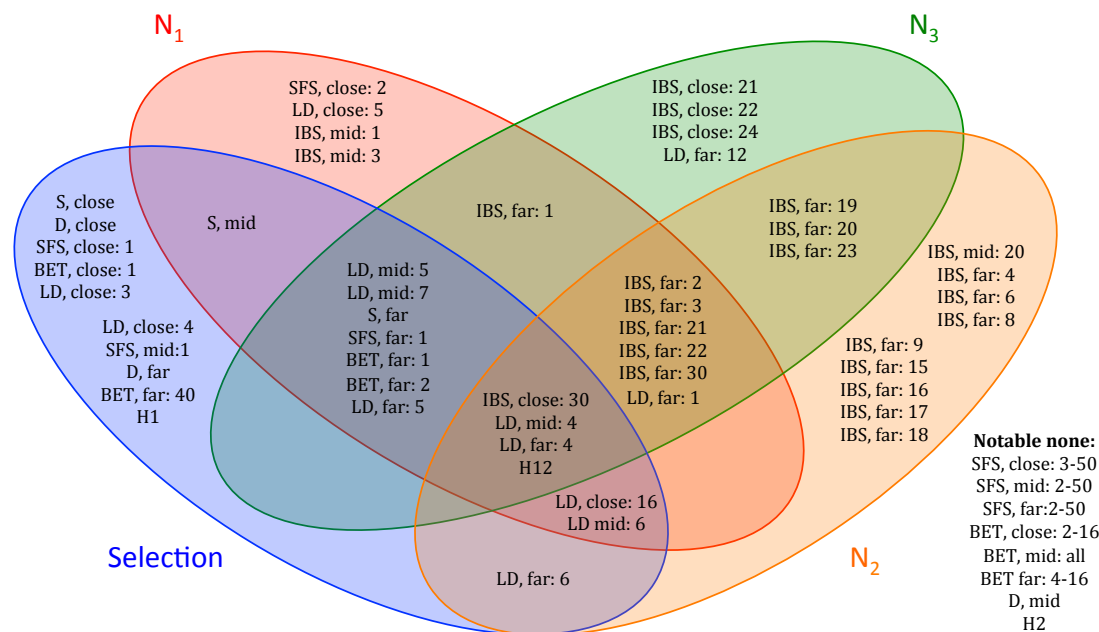 N1
N3
SFS, close: 2
LD, close: 5
IBS, mid: 1
IBS, mid: 3
IBS, close: 21
IBS, close: 22
IBS, close: 24
LD, far: 12
S, close
D, close
SFS, close: 1
BET, close: 1
LD, close: 3
S, mid
IBS, far: 1
IBS, far: 19
IBS, far: 20
IBS, far: 23
IBS, mid: 20
IBS, far: 4
IBS, far: 6
IBS, far: 8
LD, mid: 5
LD, mid: 7
S, far
SFS, far: 1
BET, far: 1
BET, far: 2
LD, far: 5
IBS, far: 2
IBS, far: 3
IBS, far: 21
IBS, far: 22
IBS, far: 30
LD, far: 1
LD, close: 4
SFS, mid:1
D, far
BET, far: 40
H1
IBS, far: 9
IBS, far: 15
IBS, far: 16
IBS, far: 17
IBS, far: 18
IBS, close: 30
LD, mid: 4
LD, far: 4
H12
LD, close: 16
LD mid: 6
LD, far: 6
Selection
N2
Notable none:
SFS, close: 3-50
SFS, mid: 2-50
SFS, far:2-50
BET, close: 2-16
BET, mid: all
BET far: 4-16
D, mid
H2